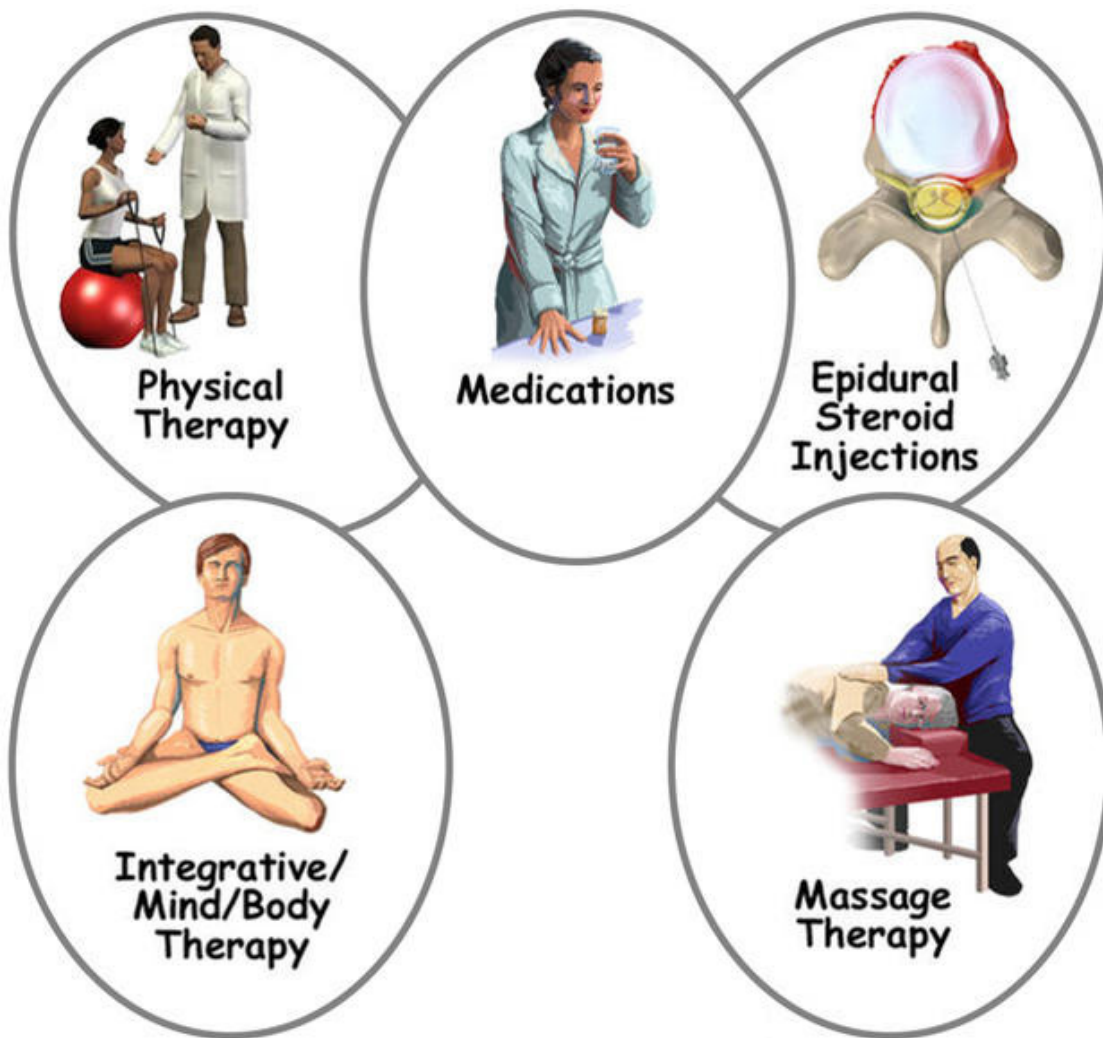 Physical
Therapy
Medications
Epidural
Steroid
Injections
Integrative/
Mind/Body
Therapy
Massage
Therapy